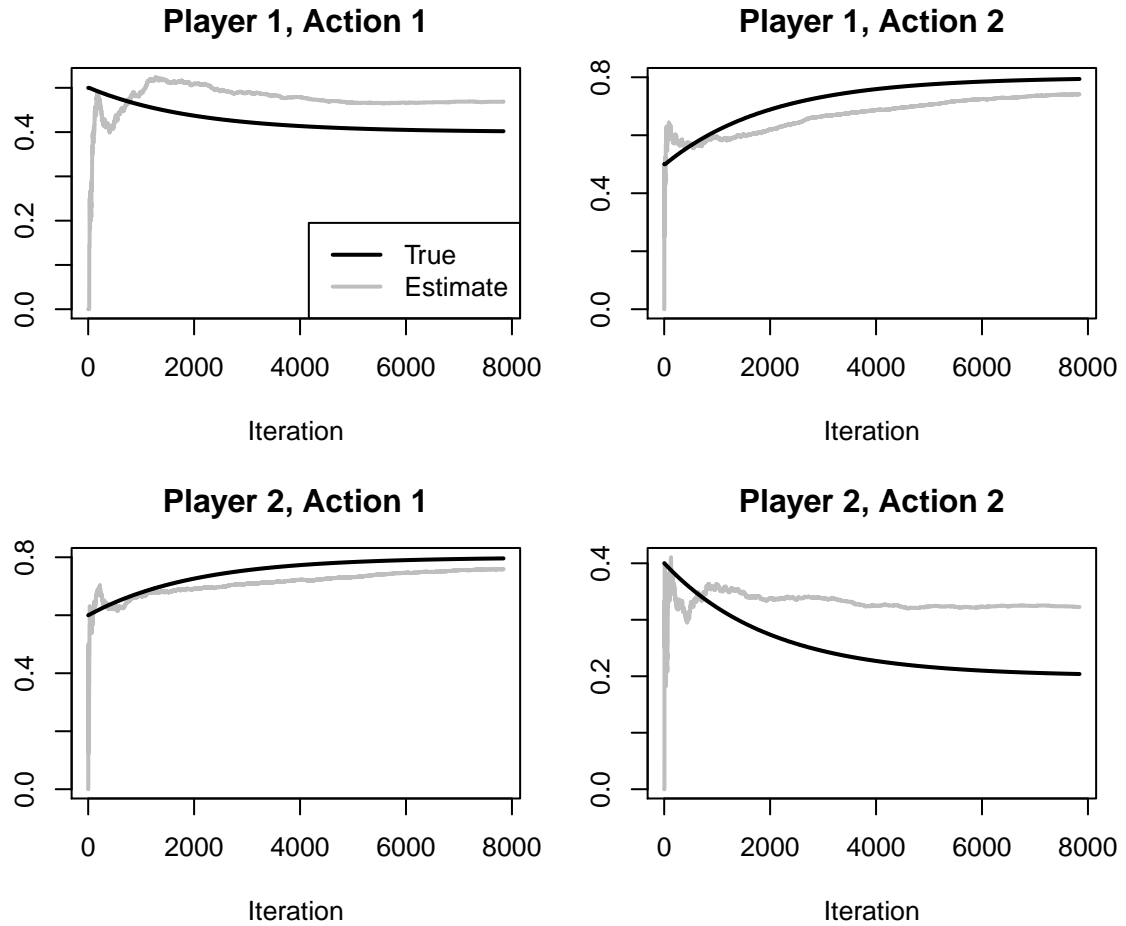 Player 1, Action 1
0.0 0.2 0.4
0 2000 4000 6000 8000
Iteration
True
Estimate
Player 1, Action 2
0.0 0.4 0.8
0 2000 4000 6000 8000
Iteration
Player 2, Action 1
0.0 0.4 0.8
0 2000 4000 6000 8000
Iteration
Player 2, Action 2
0.0 0.2 0.4
0 2000 4000 6000 8000
Iteration